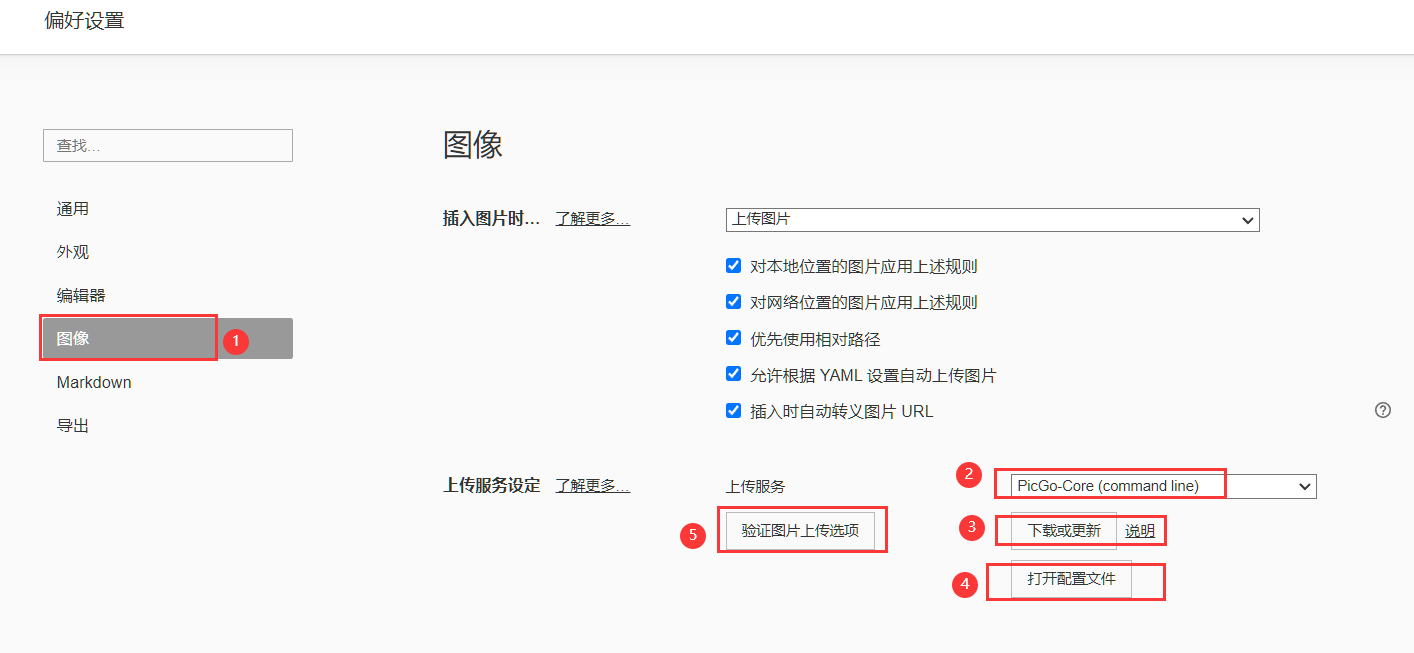 偏好设置
查找...
通用
外观
编辑器
图像
1
Markdown
导出
图像
插入图片时... 了解更多... 上传图片
对本地位置的图片应用上述规则
对网络位置的图片应用上述规则
优先使用相对路径
允许根据 YAML 设置自动上传图片
插入时自动转义图片 URL
?
上传服务设定 了解更多... 上传服务 2 PicGo-Core (command line)
5 验证图片上传选项 3 下载或更新 说明
4 打开配置文件